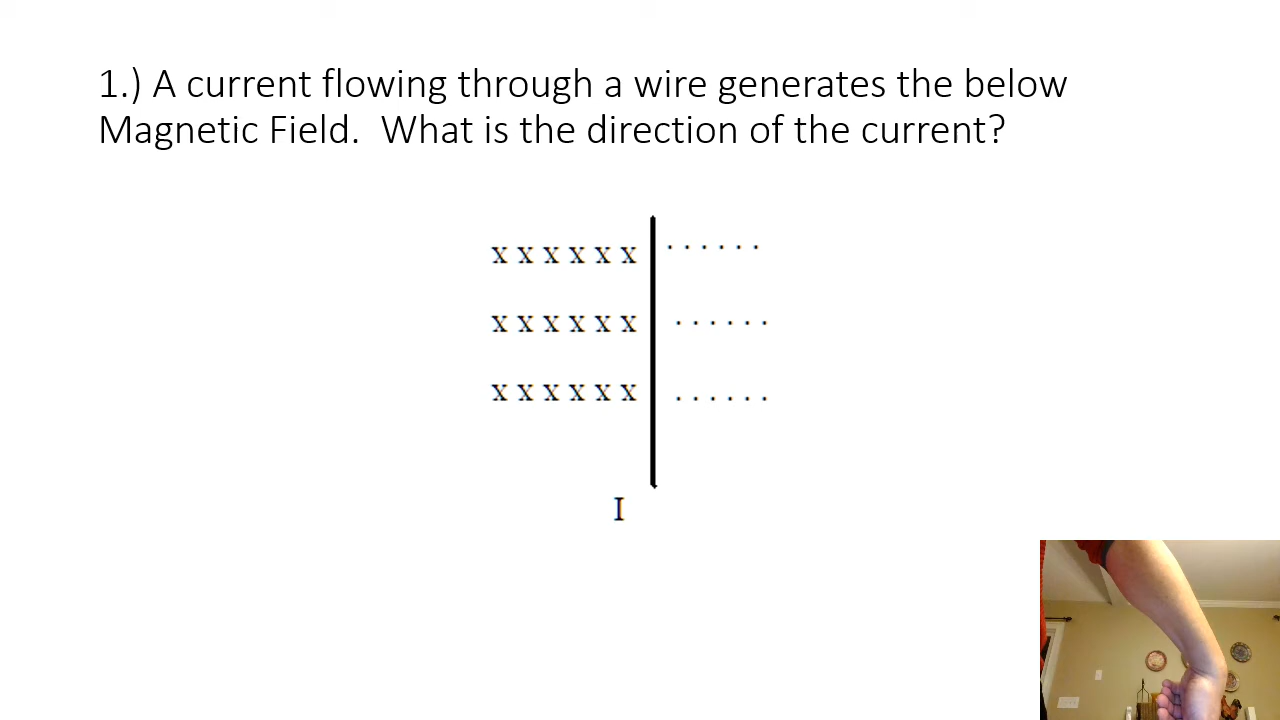 1.) A current flowing through a wire generates the below
Magnetic Field.  What is the direction of the current?
x x x x x x . . . . . .
x x x x x x . . . . . .
x x x x x x . . . . . .
I